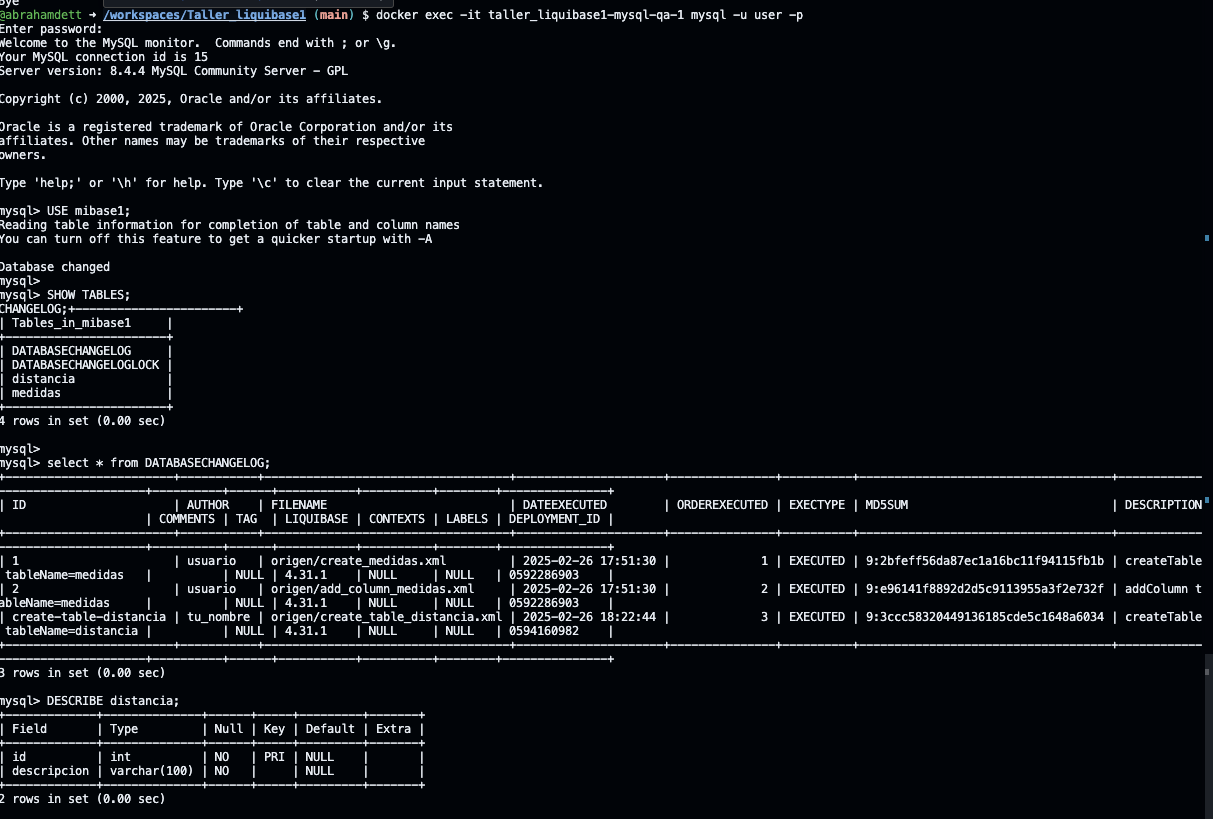 Bye
@abrahamdett → /workspaces/Taller_liquibase1 (main) $ docker exec -it taller_liquibase1-mysql-qa-1 mysql -u user -p
Enter password:
Welcome to the MySQL monitor.  Commands end with ; or \g.
Your MySQL connection id is 15
Server version: 8.4.4 MySQL Community Server - GPL

Copyright (c) 2000, 2025, Oracle and/or its affiliates.

Oracle is a registered trademark of Oracle Corporation and/or its
affiliates. Other names may be trademarks of their respective
owners.

Type 'help;' or '\h' for help. Type '\c' to clear the current input statement.

mysql> USE mibase1;
Reading table information for completion of table and column names
You can turn off this feature to get a quicker startup with -A

Database changed
mysql>
mysql> SHOW TABLES;
CHANGELOG;+-----------------------+
| Tables_in_mibase1     |
+-----------------------+
| DATABASECHANGELOG     |
| DATABASECHANGELOGLOCK |
| distancia             |
| medidas               |
+-----------------------+
4 rows in set (0.00 sec)

mysql>
mysql> select * from DATABASECHANGELOG;
| ID                    | AUTHOR    | FILENAME                          | DATEEXECUTED        | ORDEREXECUTED | EXECTYPE | MD5SUM                             | DESCRIPTION
| COMMENTS | TAG  | LIQUIBASE | CONTEXTS | LABELS | DEPLOYMENT_ID |
| 1                     | usuario   | origen/create_medidas.xml         | 2025-02-26 17:51:30 |             1 | EXECUTED | 9:2bfeff56da87ec1a16bc11f94115fb1b | createTable
tableName=medidas   |          | NULL | 4.31.1    | NULL     | NULL   | 0592286903    |
| 2                     | usuario   | origen/add_column_medidas.xml     | 2025-02-26 17:51:30 |             2 | EXECUTED | 9:e96141f8892d2d5c9113955a3f2e732f | addColumn t
ableName=medidas    |          | NULL | 4.31.1    | NULL     | NULL   | 0592286903    |
| create-table-distancia | tu_nombre | origen/create_table_distancia.xml | 2025-02-26 18:22:44 |             3 | EXECUTED | 9:3ccc58320449136185cde5c1648a6034 | createTable
tableName=distancia |          | NULL | 4.31.1    | NULL     | NULL   | 0594160982    |
3 rows in set (0.00 sec)

mysql> DESCRIBE distancia;
+-------------+--------------+------+-----+---------+-------+
| Field       | Type         | Null | Key | Default | Extra |
+-------------+--------------+------+-----+---------+-------+
| id          | int          | NO   | PRI | NULL    |       |
| descripcion | varchar(100) | NO   |     | NULL    |       |
+-------------+--------------+------+-----+---------+-------+
2 rows in set (0.00 sec)